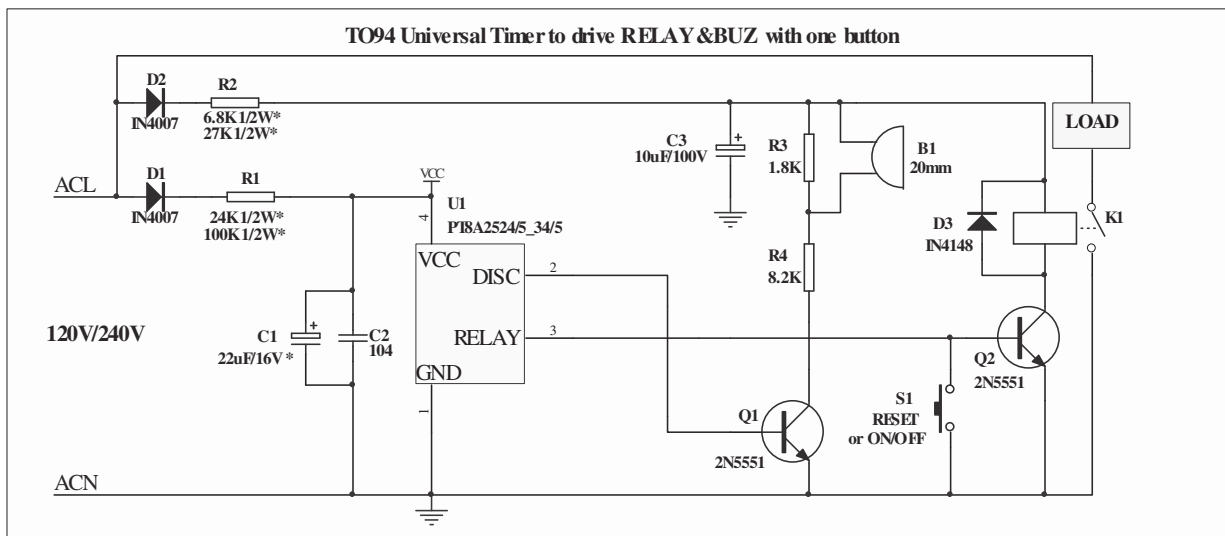 TO94 Universal Timer to drive RELAY&BUZ with one button
D2
IN4007
R2
6.8K1/2W*
27K1/2W*
ACL
D1
IN4007
R1
24K1/2W*
100K1/2W*
VCC
U1
PT8A2524/5_34/5
4
VCC
DISC
2
RELAY
3
GND
1
C3
+
10uF/100V
R3
1.8K
B1
20mm
R4
8.2K
LOAD
D3
IN4148
K1
120V/240V
C1
+
22uF/16V*
C2
104
Q1
2N5551
S1
RESET
or ON/OFF
Q2
2N5551
ACN